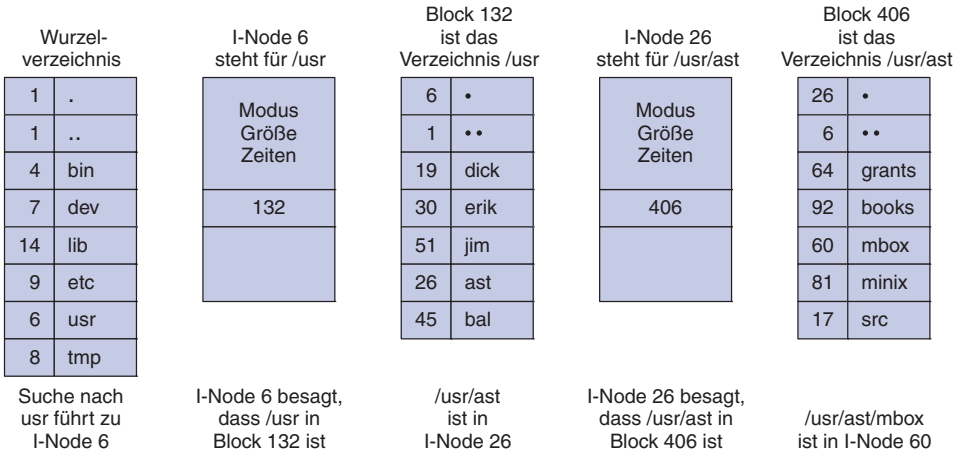 Wurzel-
verzeichnis
1 .
1 ..
4 bin
7 dev
14 lib
9 etc
6 usr
8 tmp
Suche nach
usr führt zu
I-Node 6
I-Node 6
steht für /usr
Modus
Größe
Zeiten
132
I-Node 6 besagt,
dass /usr in
Block 132 ist
Block 132
ist das
Verzeichnis /usr
6 •
1 ••
19 dick
30 erik
51 jim
26 ast
45 bal
/usr/ast
ist in
I-Node 26
I-Node 26
steht für /usr/ast
Modus
Größe
Zeiten
406
I-Node 26 besagt,
dass /usr/ast in
Block 406 ist
Block 406
ist das
Verzeichnis /usr/ast
26 •
6 ••
64 grants
92 books
60 mbox
81 minix
17 src
/usr/ast/mbox
ist in I-Node 60